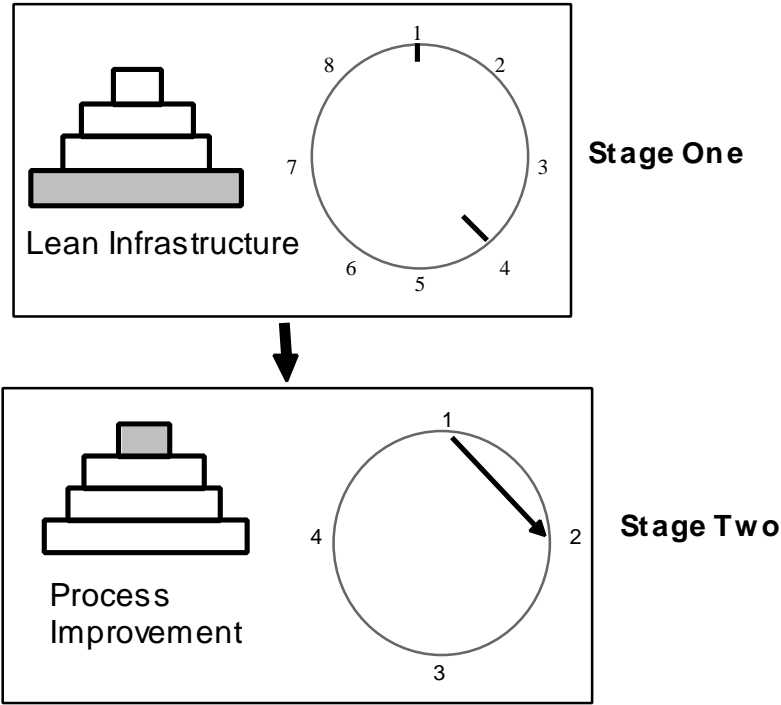 1
8
2
7
3
6
4
5
Lean Infrastructure
Stage One
1
4
2
3
Process
Improvement
Stage Two